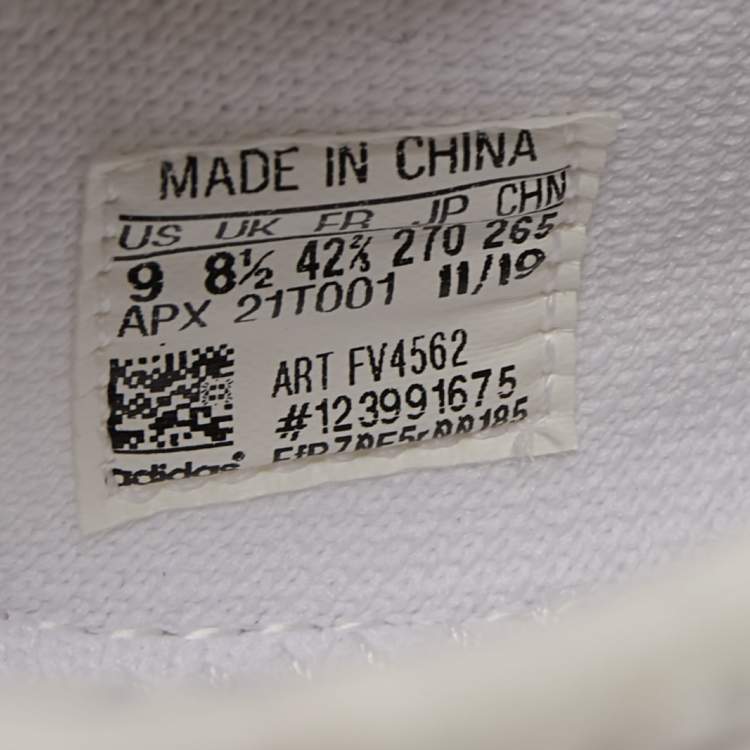 MADE IN CHINA
US UK FR JP CHN
9 8½ 42⅔ 270 265
APX 21T001 11/19
ART FV4562
#123991675
adidas®